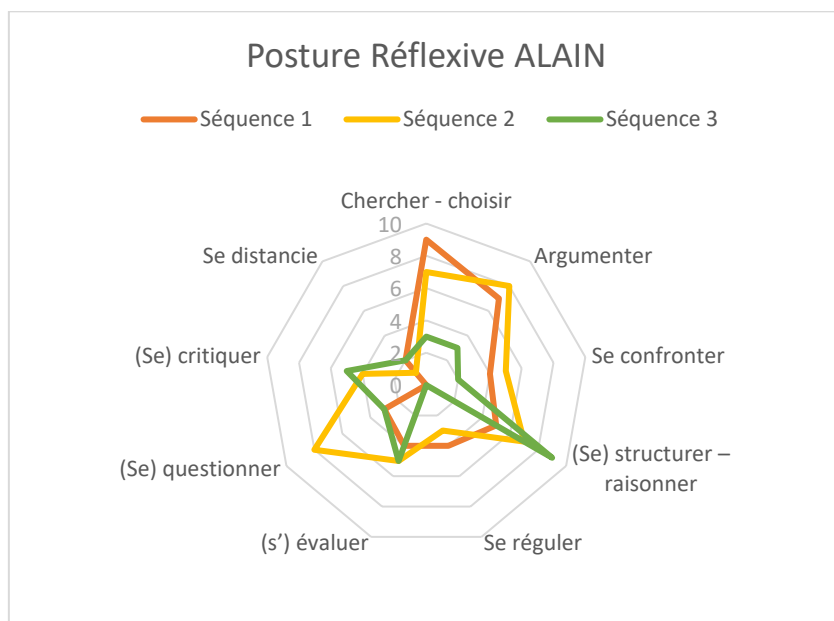 Posture Réflexive ALAIN
Séquence 1
Séquence 2
Séquence 3
Chercher - choisir
10
8
6
4
2
0
Argumenter
Se confronter
(Se) structurer –
raisonner
Se réguler
(s’) évaluer
(Se) questionner
(Se) critiquer
Se distancie